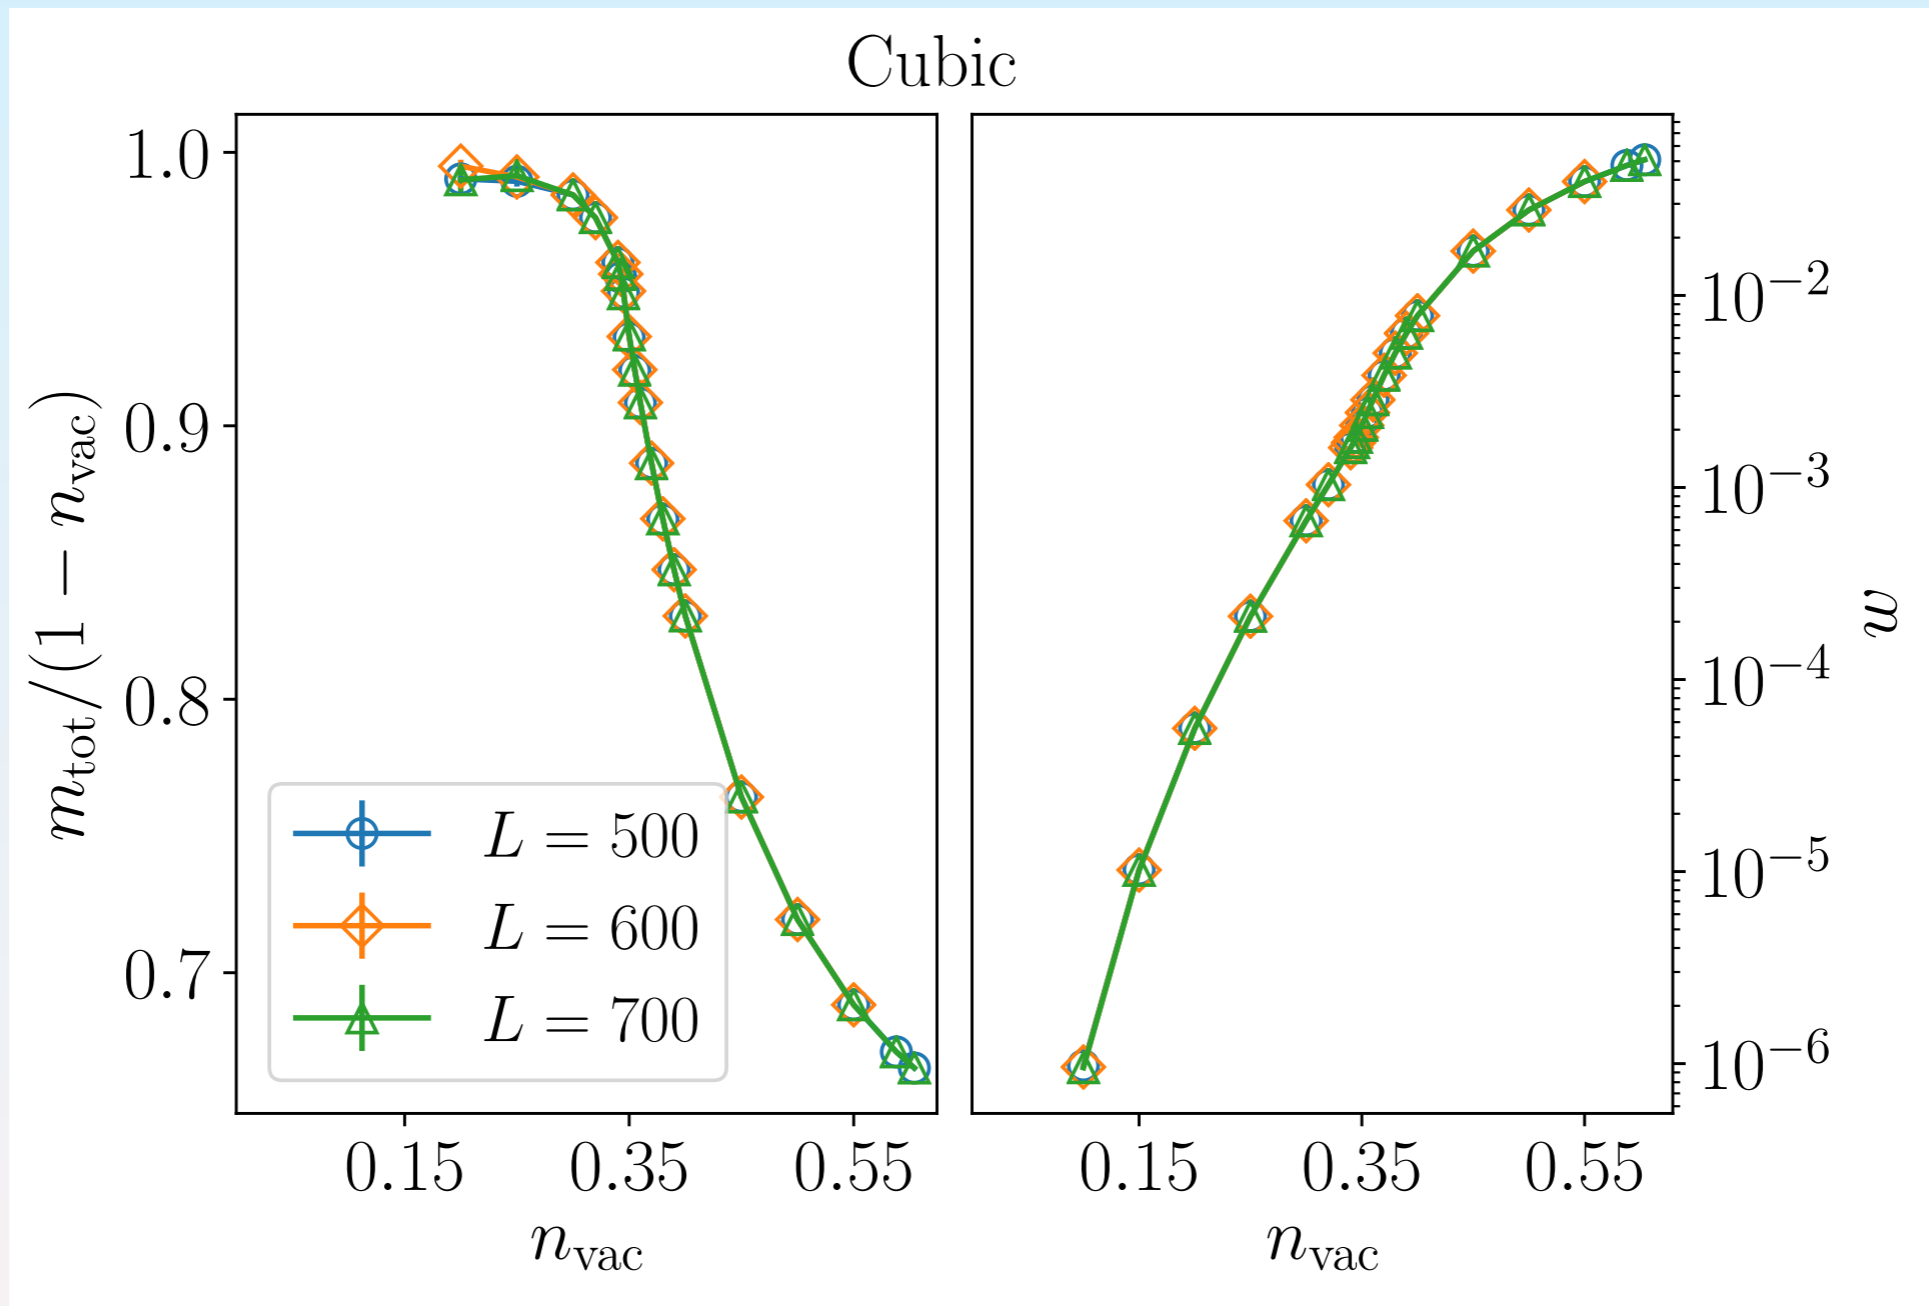 Cubic
m_tot/(1 − n_vac)
1.0
0.9
0.8
0.7
L = 500
L = 600
L = 700
0.15 0.35 0.55
n_vac
0.15 0.35 0.55
n_vac
10^−2
10^−3
10^−4
10^−5
10^−6
w